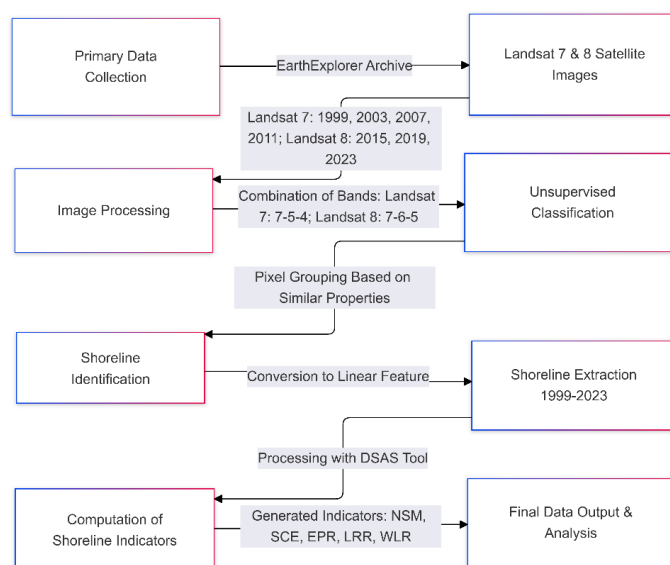 Primary Data
Collection
EarthExplorer Archive
Landsat 7 & 8 Satellite
Images
Landsat 7: 1999, 2003, 2007,
2011; Landsat 8: 2015, 2019,
2023
Image Processing
Combination of Bands: Landsat
7: 7-5-4; Landsat 8: 7-6-5
Unsupervised
Classification
Pixel Grouping Based on
Similar Properties
Shoreline
Identification
Conversion to Linear Feature
Shoreline Extraction
1999-2023
Processing with DSAS Tool
Computation of
Shoreline Indicators
Generated Indicators: NSM,
SCE, EPR, LRR, WLR
Final Data Output &
Analysis